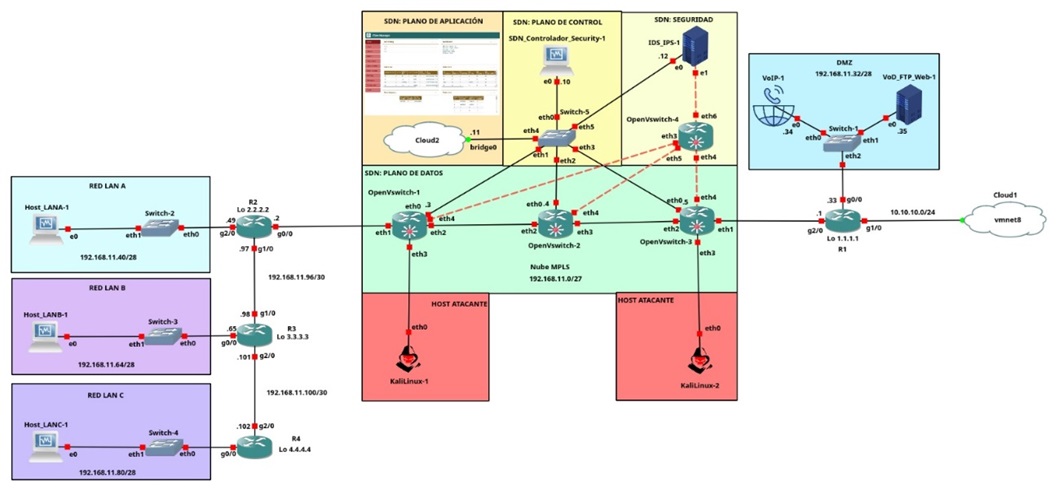 SDN: PLANO DE APLICACIÓN
SDN: PLANO DE CONTROL
SDN_Controlador_Security-1
e0
.10
SDN: SEGURIDAD
IDS_IPS-1
.12
e0
e1
Cloud2
.11
bridge0
Switch-5
eth0
eth4
eth5
eth1
eth3
eth2
OpenVswitch-4
eth6
eth3
eth5
eth4
DMZ
192.168.11.32/28
VoIP-1
VoD_FTP_Web-1
e0
.34
eth0
Switch-1
eth1
e0
.35
eth2
SDN: PLANO DE DATOS
OpenVswitch-1
eth0
.3
eth4
eth1
eth2
eth3
eth0
.4
eth4
eth2
eth3
OpenVswitch-2
eth0
.5
eth4
eth2
eth1
OpenVswitch-3
eth3
Nube MPLS
192.168.11.0/27
.33
g0/0
.1
g2/0
g1/0
Lo 1.1.1.1
R1
10.10.10.0/24
Cloud1
vmnet8
RED LAN A
Host_LANA-1
e0
Switch-2
eth1
eth0
192.168.11.40/28
R2
Lo 2.2.2.2
.49
g2/0
.2
g0/0
.97
g1/0
192.168.11.96/30
RED LAN B
Host_LANB-1
e0
Switch-3
eth1
eth0
192.168.11.64/28
.98
g1/0
.65
g0/0
R3
Lo 3.3.3.3
.101
g2/0
192.168.11.100/30
RED LAN C
Host_LANC-1
e0
Switch-4
eth1
eth0
192.168.11.80/28
.102
g2/0
g0/0
R4
Lo 4.4.4.4
HOST ATACANTE
eth0
KaliLinux-1
HOST ATACANTE
eth0
KaliLinux-2